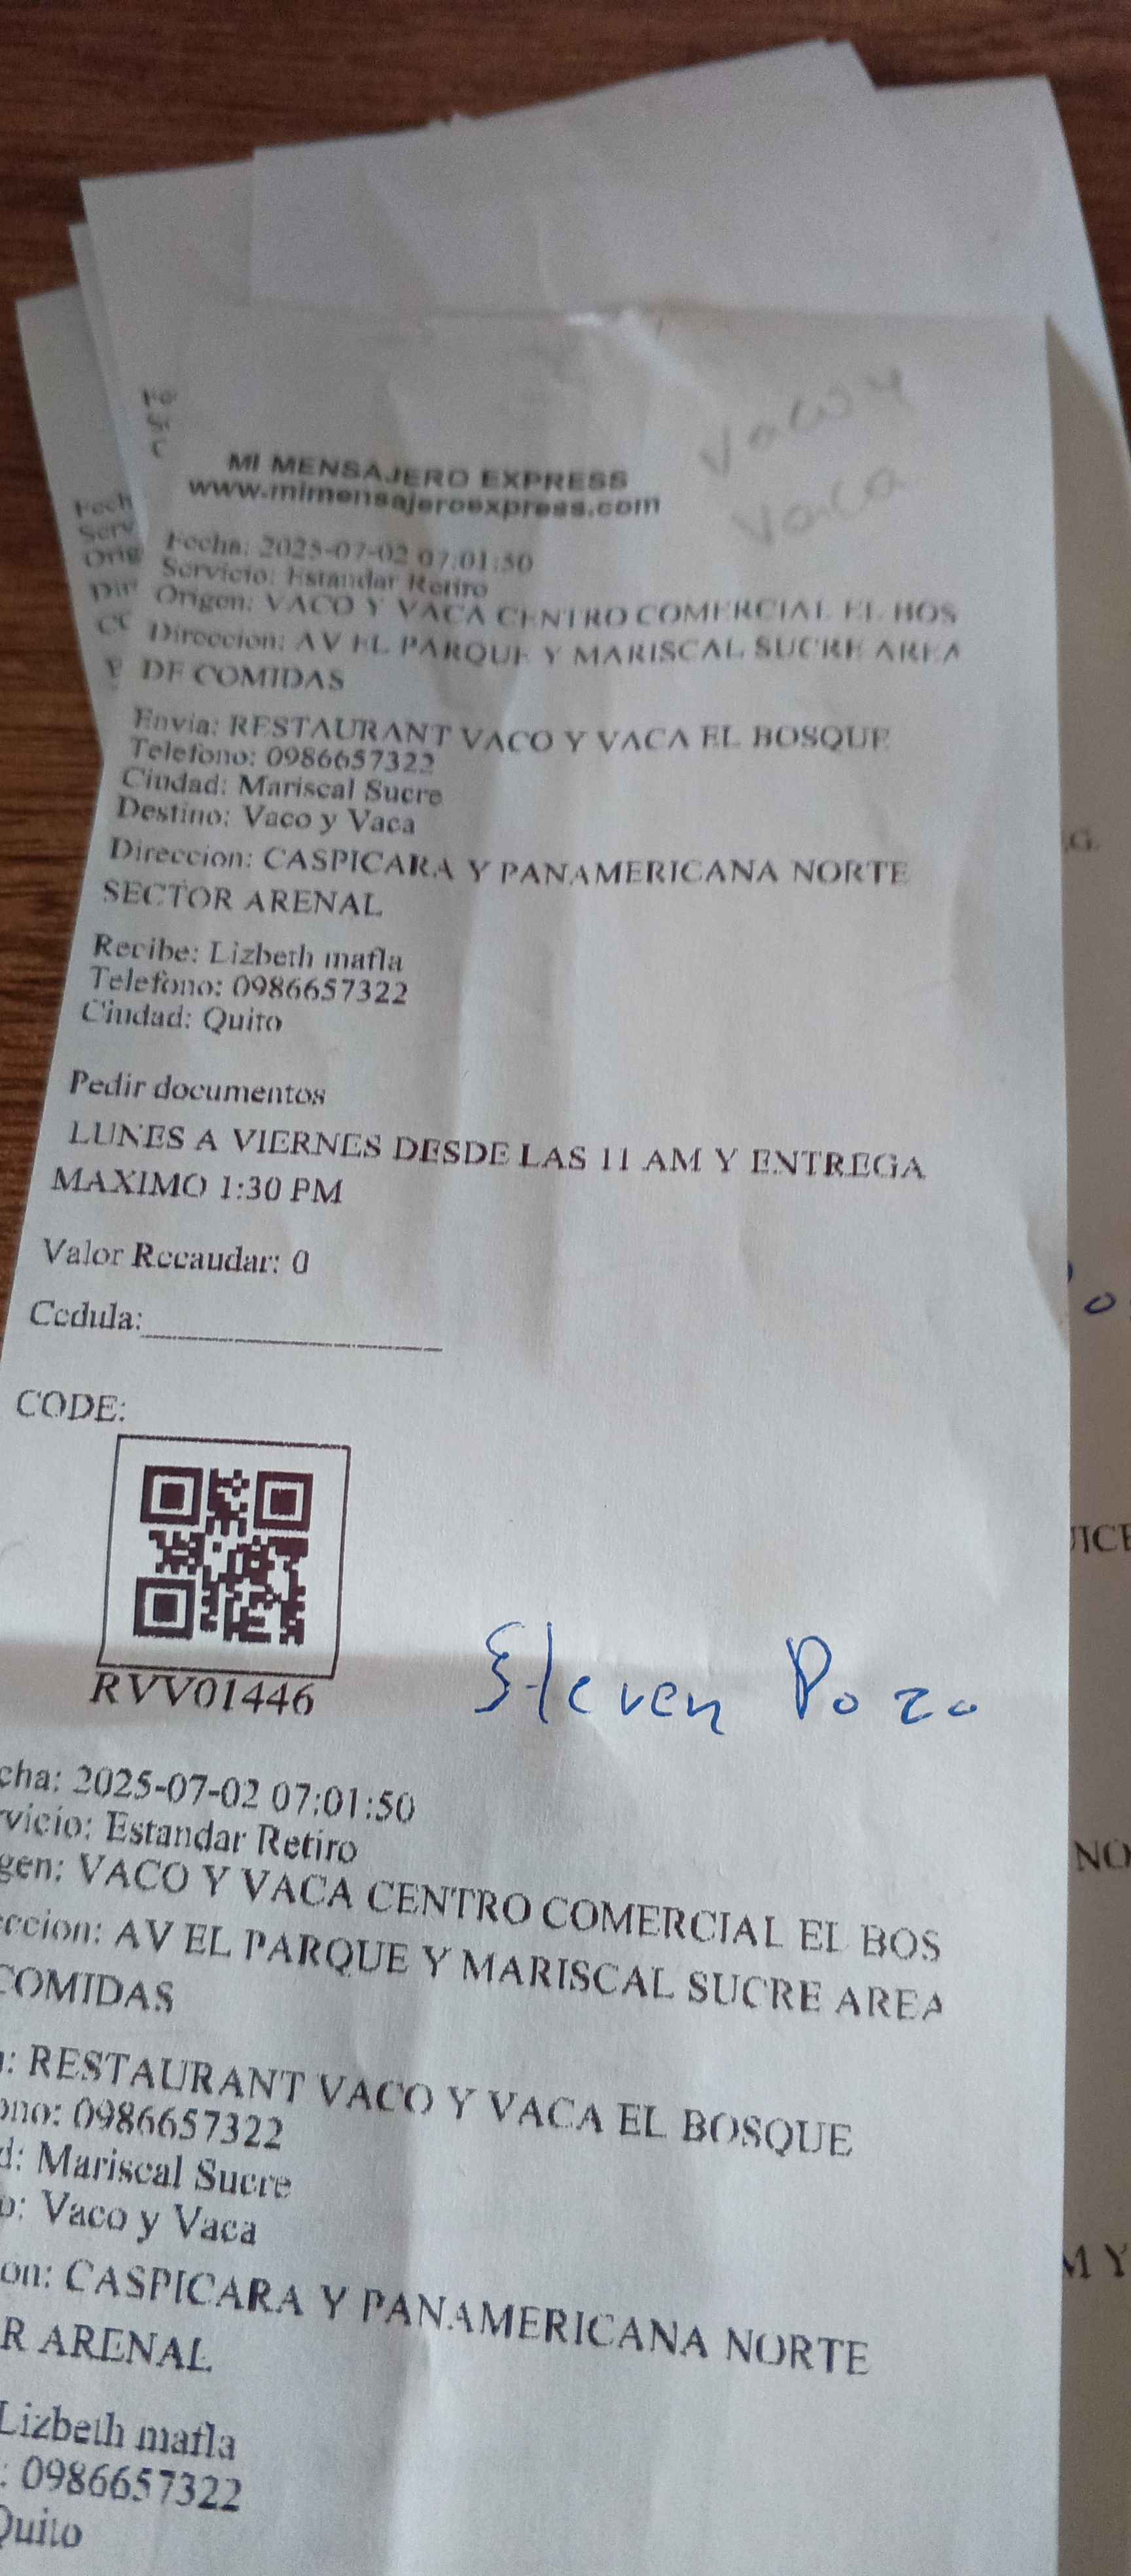 Vaco y
Vaca
MI MENSAJERO EXPRESS
www.mimensajeroexpress.com
Fecha: 2025-07-02 07:01:50
Servicio: Estandar Retiro
Origen: VACO Y VACA CENTRO COMERCIAL EL BOS
Direccion: AV EL PARQUE Y MARISCAL SUCRE AREA
DE COMIDAS
Envia: RESTAURANT VACO Y VACA EL BOSQUE
Telefono: 0986657322
Ciudad: Mariscal Sucre
Destino: Vaco y Vaca
Direccion: CASPICARA Y PANAMERICANA NORTE
SECTOR ARENAL
Recibe: Lizbeth mafla
Telefono: 0986657322
Ciudad: Quito
Pedir documentos
LUNES A VIERNES DESDE LAS 11 AM Y ENTREGA
MAXIMO 1:30 PM
Valor Recaudar: 0
Cedula:
CODE:
RVV01446
Steven Pozo
cha: 2025-07-02 07:01:50
rvicio: Estandar Retiro
gen: VACO Y VACA CENTRO COMERCIAL EL BOS
eccion: AV EL PARQUE Y MARISCAL SUCRE AREA
COMIDAS
: RESTAURANT VACO Y VACA EL BOSQUE
ono: 0986657322
d: Mariscal Sucre
o: Vaco y Vaca
on: CASPICARA Y PANAMERICANA NORTE
R ARENAL
Lizbeth mafla
: 0986657322
Quito